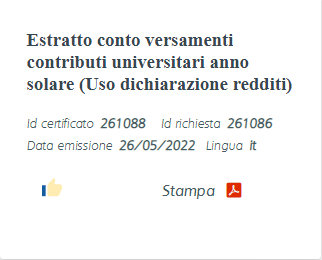 Estratto conto versamenti
contributi universitari anno
solare (Uso dichiarazione redditi)
Id certificato 261088 Id richiesta 261086
Data emissione 26/05/2022 Lingua it
Stampa